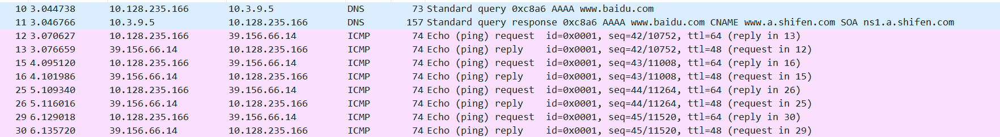 10 3.044738 10.128.235.166 10.3.9.5 DNS 73 Standard query 0xc8a6 AAAA www.baidu.com
11 3.046766 10.3.9.5 10.128.235.166 DNS 157 Standard query response 0xc8a6 AAAA www.baidu.com CNAME www.a.shifen.com SOA ns1.a.shifen.com
12 3.070627 10.128.235.166 39.156.66.14 ICMP 74 Echo (ping) request id=0x0001, seq=42/10752, ttl=64 (reply in 13)
13 3.076659 39.156.66.14 10.128.235.166 ICMP 74 Echo (ping) reply id=0x0001, seq=42/10752, ttl=48 (request in 12)
15 4.095120 10.128.235.166 39.156.66.14 ICMP 74 Echo (ping) request id=0x0001, seq=43/11008, ttl=64 (reply in 16)
16 4.101986 39.156.66.14 10.128.235.166 ICMP 74 Echo (ping) reply id=0x0001, seq=43/11008, ttl=48 (request in 15)
25 5.109340 10.128.235.166 39.156.66.14 ICMP 74 Echo (ping) request id=0x0001, seq=44/11264, ttl=64 (reply in 26)
26 5.116016 39.156.66.14 10.128.235.166 ICMP 74 Echo (ping) reply id=0x0001, seq=44/11264, ttl=48 (request in 25)
29 6.129018 10.128.235.166 39.156.66.14 ICMP 74 Echo (ping) request id=0x0001, seq=45/11520, ttl=64 (reply in 30)
30 6.135720 39.156.66.14 10.128.235.166 ICMP 74 Echo (ping) reply id=0x0001, seq=45/11520, ttl=48 (request in 29)